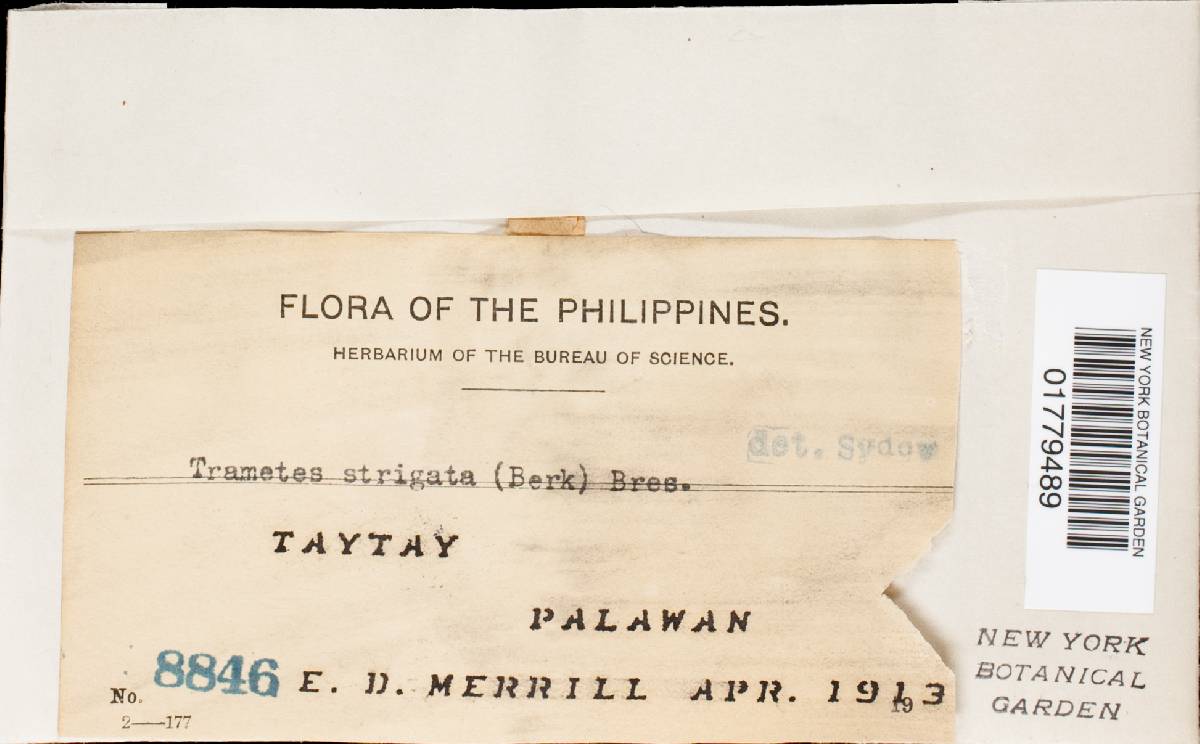 FLORA OF THE PHILIPPINES.
HERBARIUM OF THE BUREAU OF SCIENCE.
det. Sydow
Trametes strigata (Berk) Bres.
TAYTAY
PALAWAN
No. 8846 E. D. MERRILL APR. 1913
19
2—177
NEW YORK BOTANICAL GARDEN
01779489
NEW YORK
BOTANICAL
GARDEN